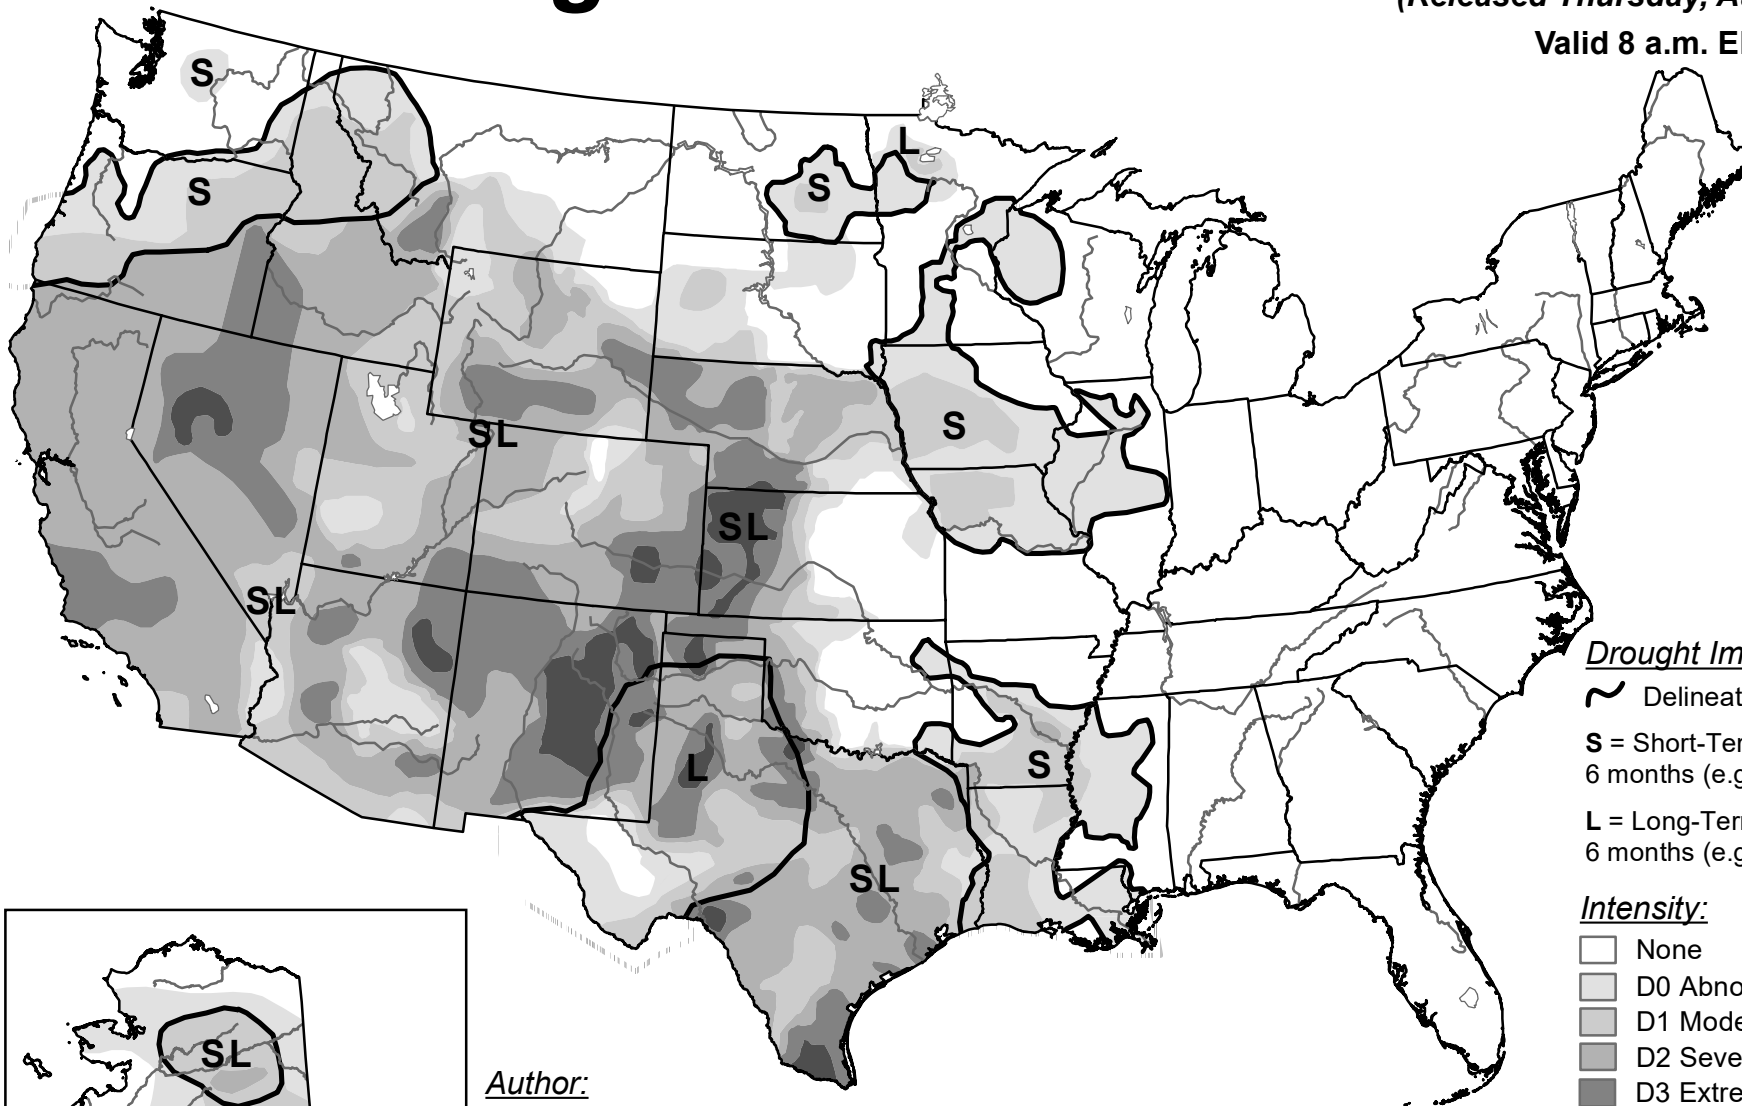 g
(Released Thursday, A
Valid 8 a.m. E
S
L
S
S
S
SL
SL
SL
S
L
SL
SL
Drought Im
Delineat
S = Short-Ter
6 months (e.g
L = Long-Ter
6 months (e.g
Intensity:
None
D0 Abno
D1 Mode
D2 Seve
D3 Extre
Author: